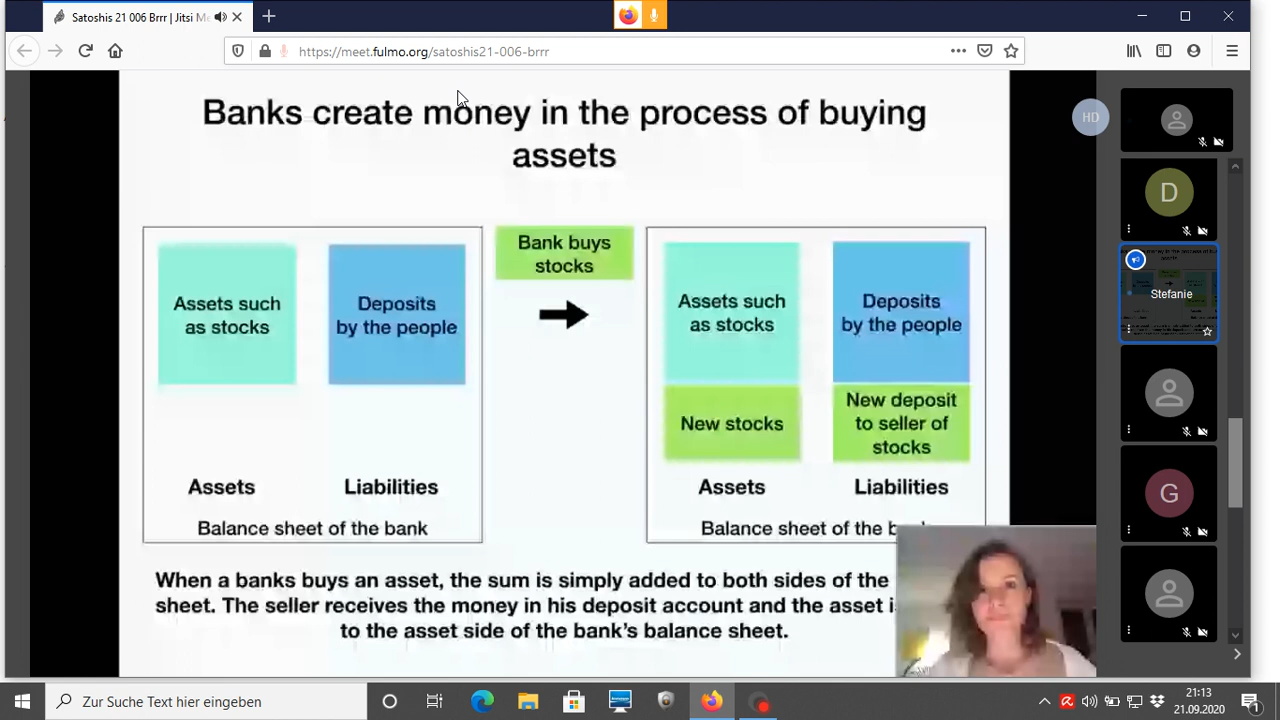 Satoshis 21 006 Brrr | Jitsi Me
https://meet.fulmo.org/satoshis21-006-brrr
Banks create money in the process of buying
assets
HD
D
Stefanie
G
Bank buys
stocks
Assets such
as stocks
Deposits
by the people
Assets
Liabilities
Balance sheet of the bank
Assets such
as stocks
Deposits
by the people
New stocks
New deposit
to seller of
stocks
Assets
Liabilities
Balance sheet of the b
When a banks buys an asset, the sum is simply added to both sides of the
sheet. The seller receives the money in his deposit account and the asset i
to the asset side of the bank's balance sheet.
Zur Suche Text hier eingeben
21:13
21.09.2020
1